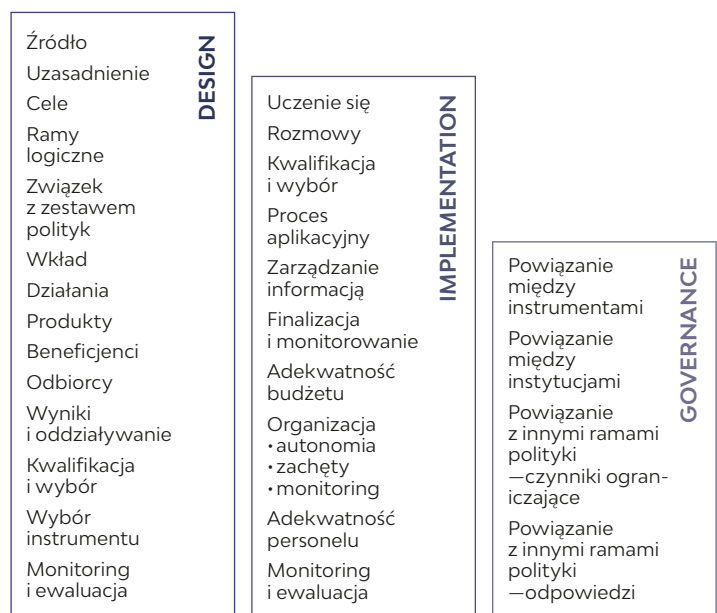 DESIGN
Źródło
Uzasadnienie
Cele
Ramy
logiczne
Związek
z zestawem
polityk
Wkład
Działania
Produkty
Beneficjenci
Odbiorcy
Wyniki
i oddziaływanie
Kwalifikacja
i wybór
Wybór
instrumentu
Monitoring
i ewaluacja
IMPLEMENTATION
Uczenie się
Rozmowy
Kwalifikacja
i wybór
Proces
aplikacyjny
Zarządzanie
informacją
Finalizacja
i monitorowanie
Adekwatność
budżetu
Organizacja
• autonomia
• zachęty
• monitoring
Adekwatność
personelu
Monitoring
i ewaluacja
GOVERNANCE
Powiązanie
między
instrumentami
Powiązanie
między
instytucjami
Powiązanie
z innymi ramami
polityki
—czynniki ogran-
iczające
Powiązanie
z innymi ramami
polityki
—odpowiedzi